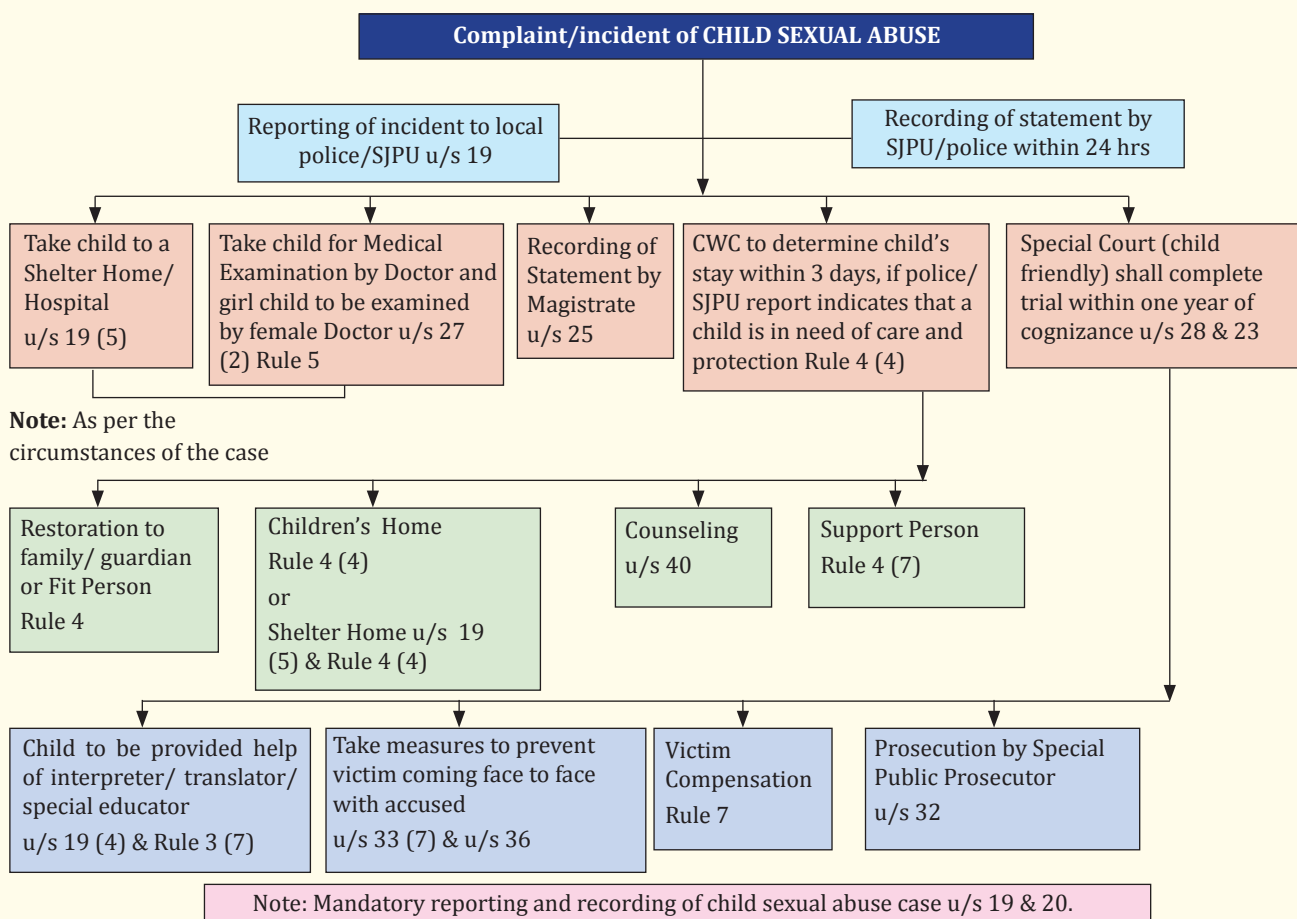 Complaint/incident of CHILD SEXUAL ABUSE
Reporting of incident to local
police/SJPU u/s 19
Recording of statement by
SJPU/police within 24 hrs
Take child to a
Shelter Home/
Hospital
u/s 19 (5)
Take child for Medical
Examination by Doctor and
girl child to be examined
by female Doctor u/s 27
(2) Rule 5
Recording of
Statement by
Magistrate
u/s 25
CWC to determine child's
stay within 3 days, if police/
SJPU report indicates that a
child is in need of care and
protection Rule 4 (4)
Special Court (child
friendly) shall complete
trial within one year of
cognizance u/s 28 & 23
Note: As per the
circumstances of the case
Restoration to
family/ guardian
or Fit Person
Rule 4
Children's Home
Rule 4 (4)
or
Shelter Home u/s 19
(5) & Rule 4 (4)
Counseling
u/s 40
Support Person
Rule 4 (7)
Child to be provided help
of interpreter/ translator/
special educator
u/s 19 (4) & Rule 3 (7)
Take measures to prevent
victim coming face to face
with accused
u/s 33 (7) & u/s 36
Victim
Compensation
Rule 7
Prosecution by Special
Public Prosecutor
u/s 32
Note: Mandatory reporting and recording of child sexual abuse case u/s 19 & 20.